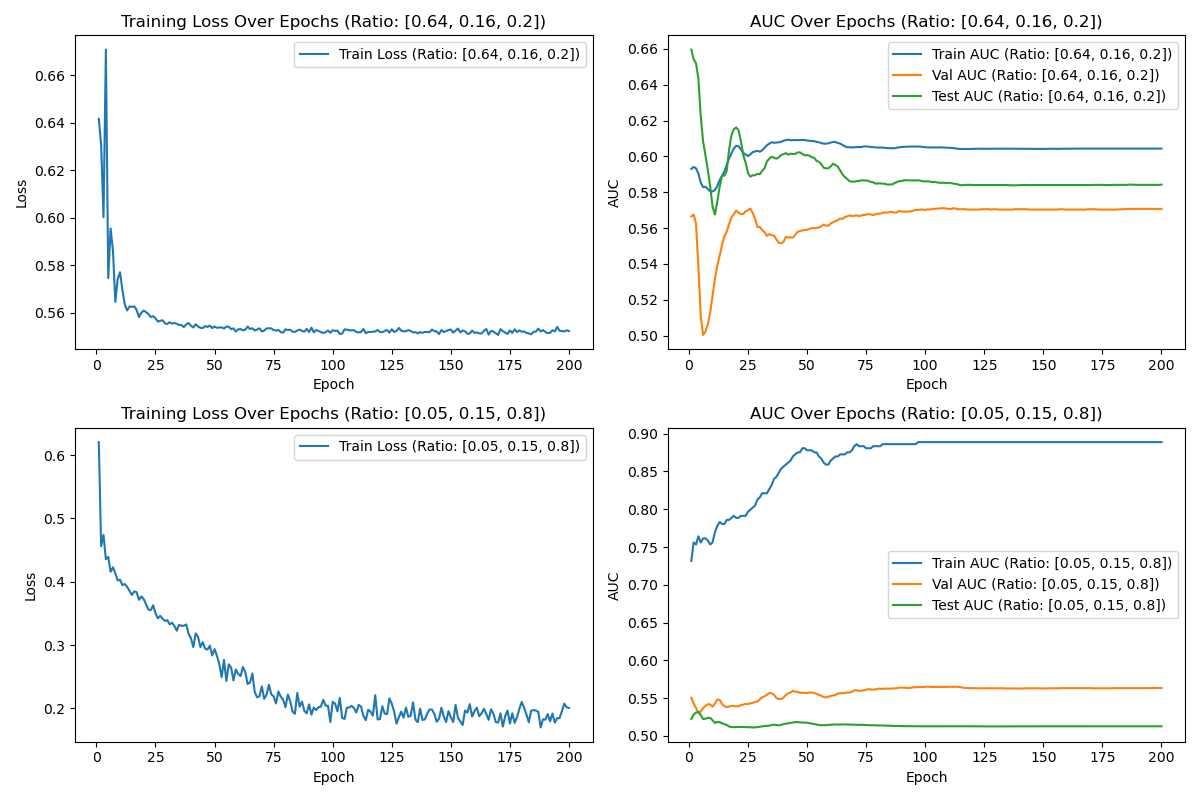 Training Loss Over Epochs (Ratio: [0.64, 0.16, 0.2])
Train Loss (Ratio: [0.64, 0.16, 0.2])
Loss
0.66
0.64
0.62
0.60
0.58
0.56
0 25 50 75 100 125 150 175 200
Epoch
AUC Over Epochs (Ratio: [0.64, 0.16, 0.2])
Train AUC (Ratio: [0.64, 0.16, 0.2])
Val AUC (Ratio: [0.64, 0.16, 0.2])
Test AUC (Ratio: [0.64, 0.16, 0.2])
AUC
0.66
0.64
0.62
0.60
0.58
0.56
0.54
0.52
0.50
0 25 50 75 100 125 150 175 200
Epoch
Training Loss Over Epochs (Ratio: [0.05, 0.15, 0.8])
Train Loss (Ratio: [0.05, 0.15, 0.8])
Loss
0.6
0.5
0.4
0.3
0.2
0 25 50 75 100 125 150 175 200
Epoch
AUC Over Epochs (Ratio: [0.05, 0.15, 0.8])
Train AUC (Ratio: [0.05, 0.15, 0.8])
Val AUC (Ratio: [0.05, 0.15, 0.8])
Test AUC (Ratio: [0.05, 0.15, 0.8])
AUC
0.90
0.85
0.80
0.75
0.70
0.65
0.60
0.55
0.50
0 25 50 75 100 125 150 175 200
Epoch